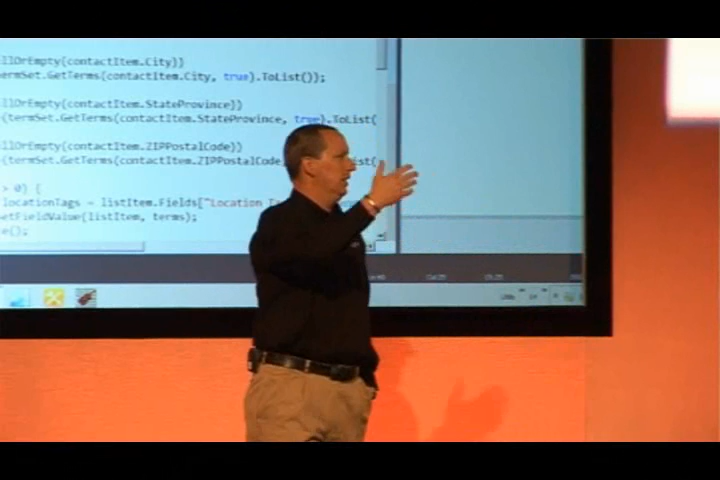 llOrEmpty(contactItem.City))
ermSet.GetTerms(contactItem.City, true).ToList());
llOrEmpty(contactItem.StateProvince))
(termSet.GetTerms(contactItem.StateProvince, true).ToList(
llOrEmpty(contactItem.ZIPPostalCode))
(termSet.GetTerms(contactItem.ZIPPostalCode
> 0) {
locationTags = listItem.Fields["Location
etFieldValue(listItem, terms);
e();